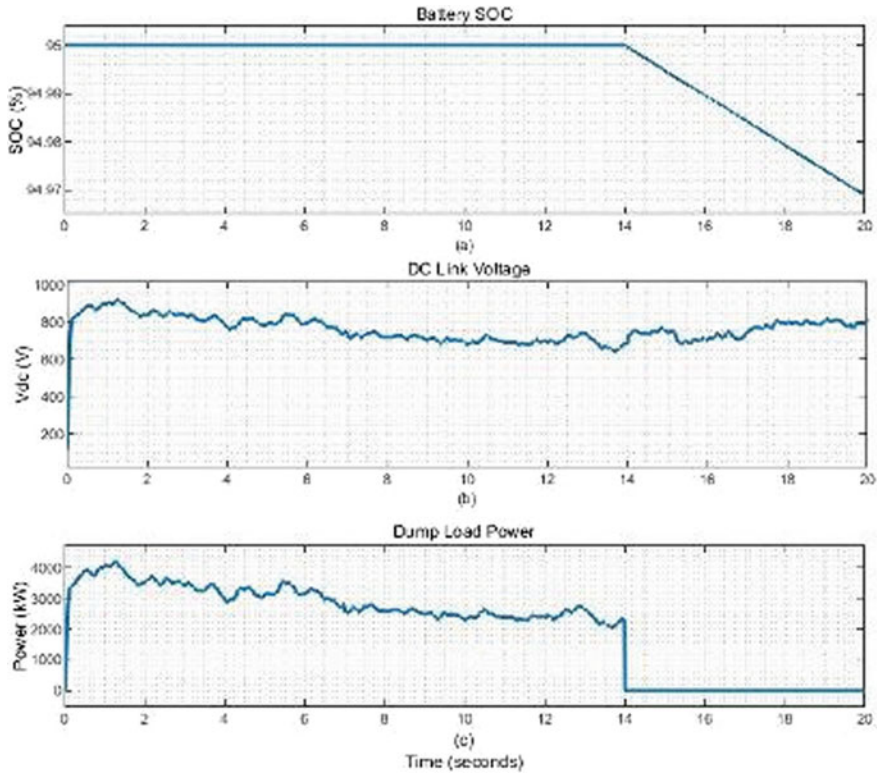 Battery SOC
95
94.99
94.98
94.97
SOC (%)
0 2 4 6 8 10 12 14 16 18 20
(a)
DC Link Voltage
1000
800
600
400
200
Vdc (V)
0 2 4 6 8 10 12 14 16 18 20
(b)
Dump Load Power
4000
3000
2000
1000
0
Power (kW)
0 2 4 6 8 10 12 14 16 18 20
(c)
Time (seconds)